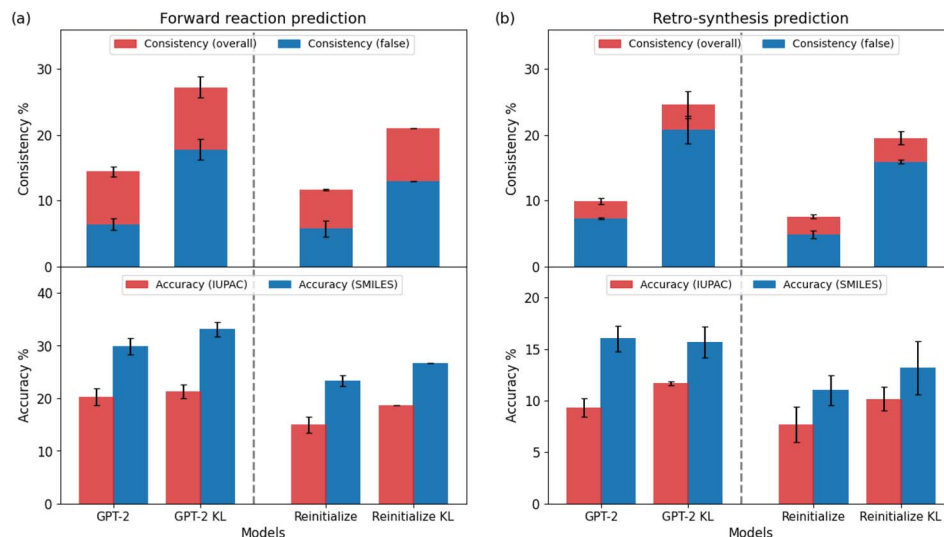 (a)
Forward reaction prediction
Consistency (overall)
Consistency (false)
Consistency %
30
20
10
0
Accuracy (IUPAC)
Accuracy (SMILES)
Accuracy %
40
30
20
10
0
GPT-2
GPT-2 KL
Reinitialize
Reinitialize KL
Models
(b)
Retro-synthesis prediction
Consistency (overall)
Consistency (false)
Consistency %
30
20
10
0
Accuracy (IUPAC)
Accuracy (SMILES)
Accuracy %
20
15
10
5
0
GPT-2
GPT-2 KL
Reinitialize
Reinitialize KL
Models